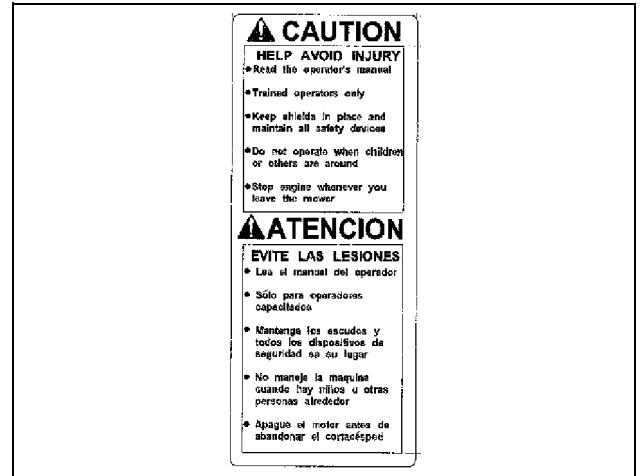 CAUTION
HELP AVOID INJURY
• Read the operator's manual
• Trained operators only
• Keep shields in place and
maintain all safety devices
• Do not operate when children
or others are around
• Stop engine whenever you
leave the mower
ATENCION
EVITE LAS LESIONES
• Lea el manual del operador
• Sólo para operadores
capacitados
• Mantenga los escudos y
todos los dispositivos de
seguridad en su lugar
• No maneje la maquina
cuando hay niños u otras
personas alrededor
• Apague el motor antes de
abandonar el cortacésped